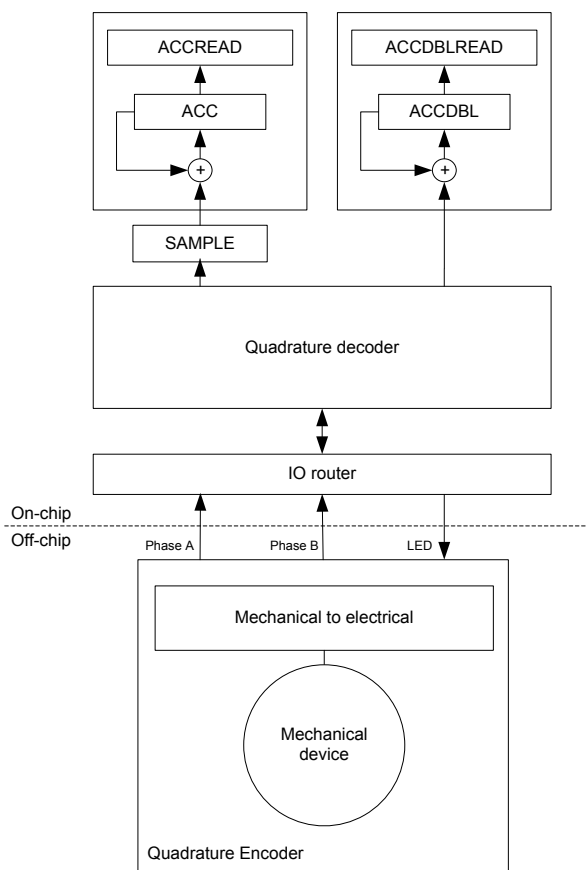 ACCREAD
ACCDBLREAD
ACC
ACCDBL
+
+
SAMPLE
Quadrature decoder
IO router
On-chip
Off-chip
Phase A
Phase B
LED
Mechanical to electrical
Mechanical
device
Quadrature Encoder